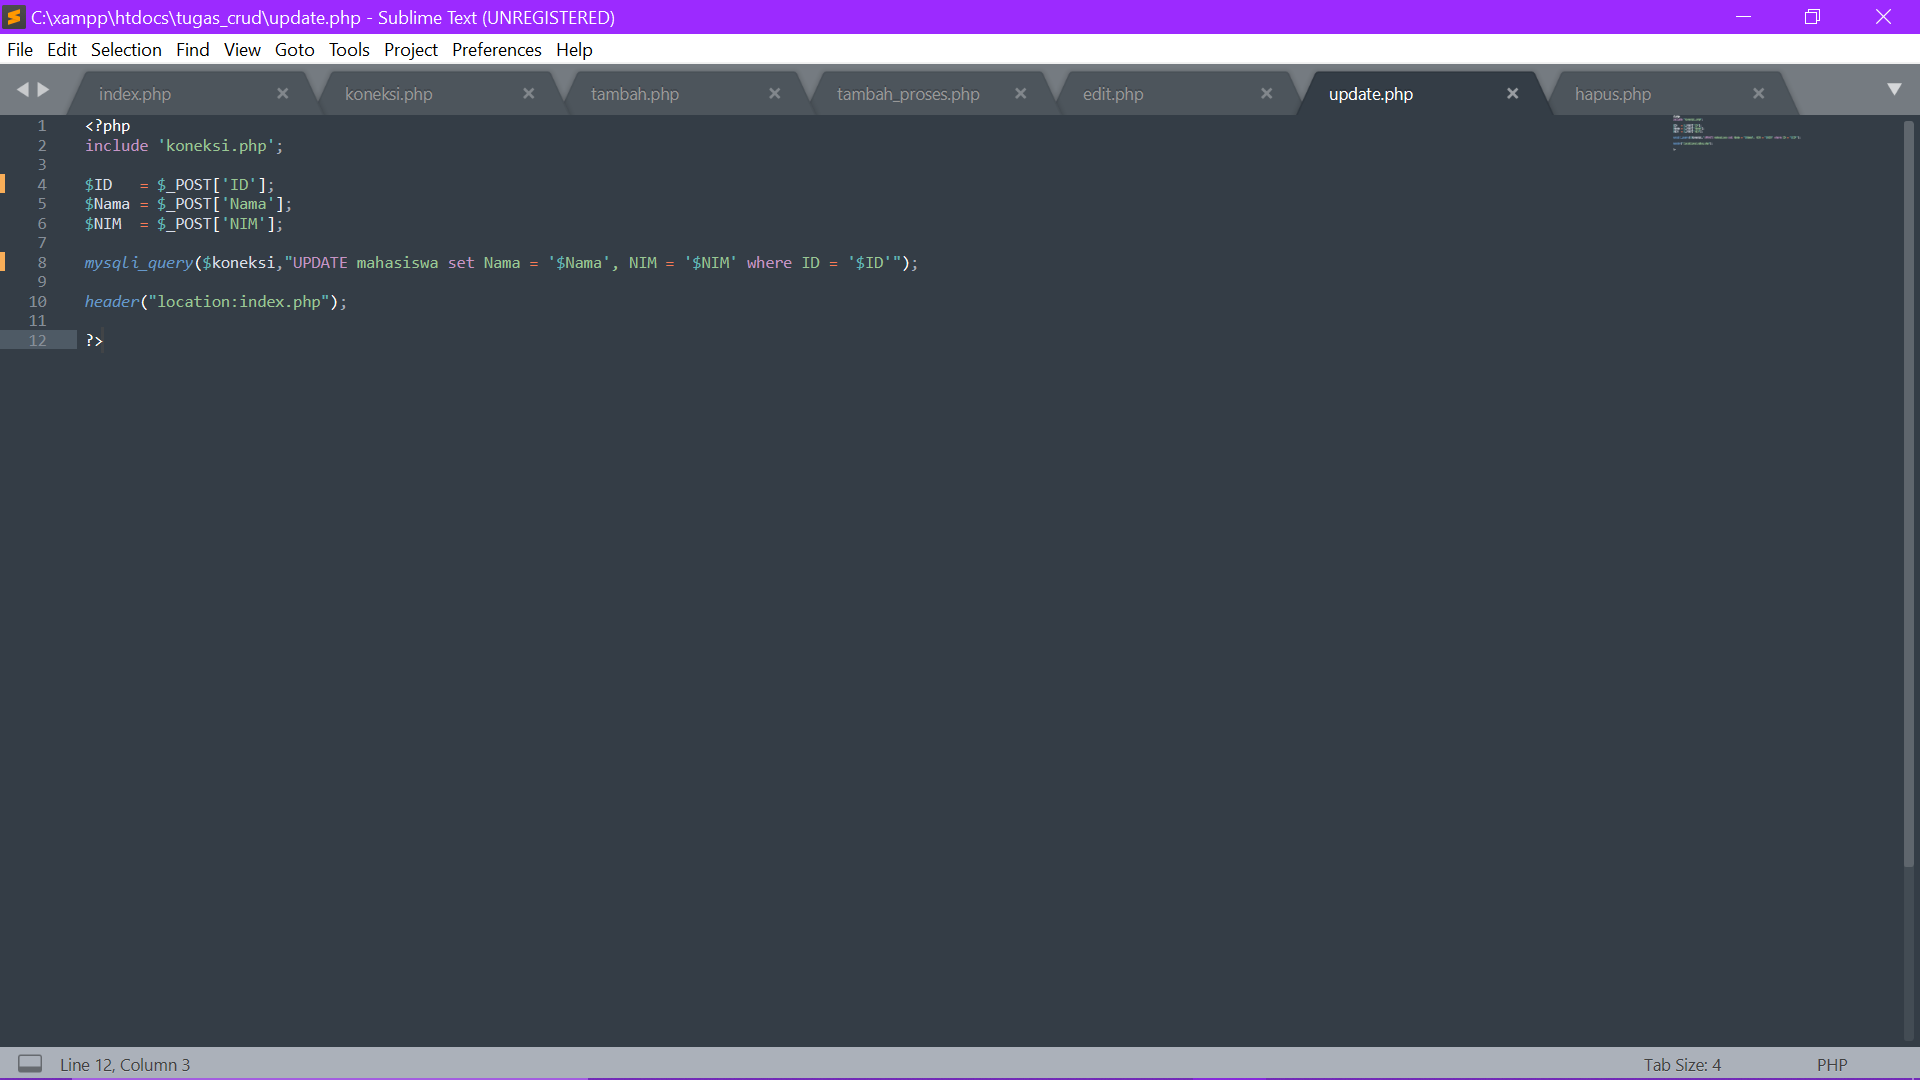 C:\xampp\htdocs\tugas_crud\update.php - Sublime Text (UNREGISTERED)
File Edit Selection Find View Goto Tools Project Preferences Help
index.php koneksi.php tambah.php tambah_proses.php edit.php update.php hapus.php
1 <?php
2 include 'koneksi.php';
3
4 $ID   = $_POST['ID'];
5 $Nama = $_POST['Nama'];
6 $NIM  = $_POST['NIM'];
7
8 mysqli_query($koneksi,"UPDATE mahasiswa set Nama = '$Nama', NIM = '$NIM' where ID = '$ID'");
9
10 header("location:index.php");
11
12 ?>
Line 12, Column 3 Tab Size: 4 PHP